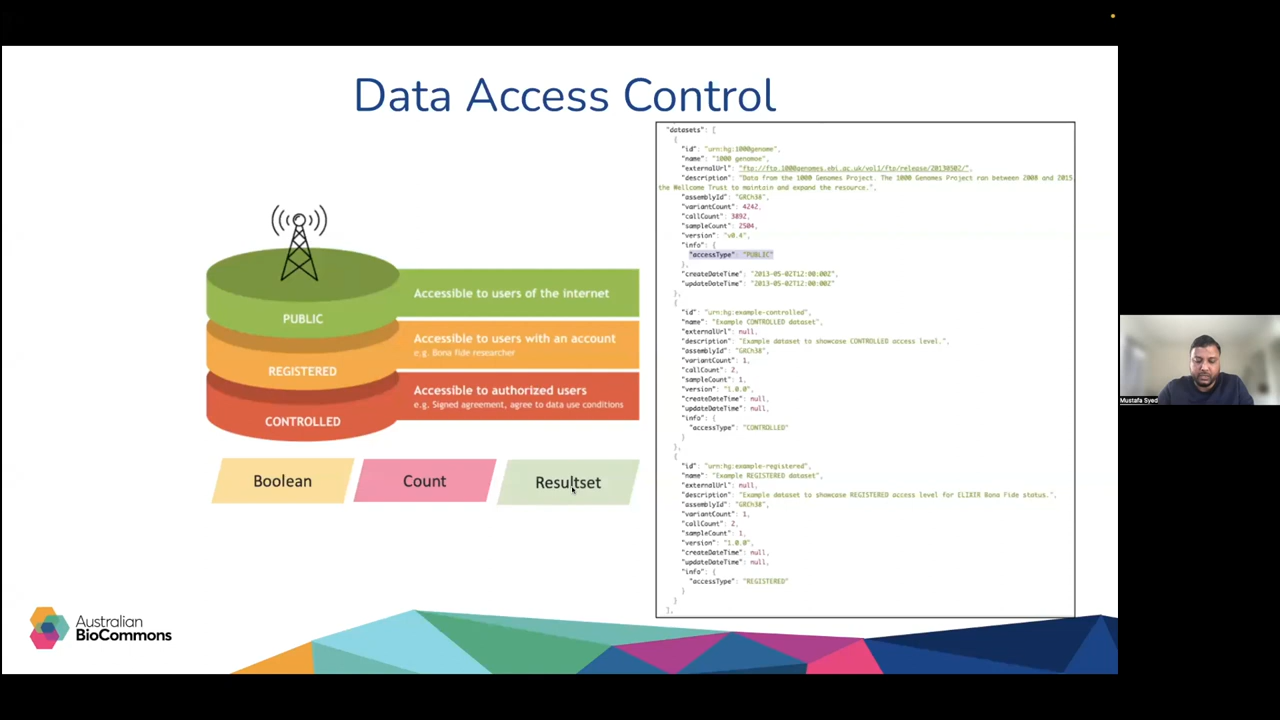 Data Access Control
PUBLIC
REGISTERED
CONTROLLED
Accessible to users of the internet
Accessible to users with an account
e.g. Bona fide researcher
Accessible to authorized users
e.g. Signed agreement, agree to data use conditions
Boolean
Count
Resultset
"datasets": [
{
"id": "urn:hg:1000genome",
"name": "1000 genomoe",
"externalUrl": "ftp://ftp.1000genomes.ebi.ac.uk/vol1/ftp/release/20130502/",
"description": "Data from the 1000 Genomes Project. The 1000 Genomes Project ran between 2008 and 2015,
the Wellcome Trust to maintain and expand the resource.",
"assemblyId": "GRCh38",
"variantCount": 4242,
"callCount": 3892,
"sampleCount": 2504,
"version": "v0.4",
"info": {
"accessType": "PUBLIC"
},
"createDateTime": "2013-05-02T12:00:00Z",
"updateDateTime": "2013-05-02T12:00:00Z"
},
{
"id": "urn:hg:example-controlled",
"name": "Example CONTROLLED dataset",
"externalUrl": null,
"description": "Example dataset to showcase CONTROLLED access level.",
"assemblyId": "GRCh38",
"variantCount": 1,
"callCount": 2,
"sampleCount": 1,
"version": "1.0.0",
"createDateTime": null,
"updateDateTime": null,
"info": {
"accessType": "CONTROLLED"
}
},
{
"id": "urn:hg:example-registered",
"name": "Example REGISTERED dataset",
"externalUrl": null,
"description": "Example dataset to showcase REGISTERED access level for ELIXIR Bona Fide status.",
"assemblyId": "GRCh38",
"variantCount": 1,
"callCount": 2,
"sampleCount": 1,
"version": "1.0.0",
"createDateTime": null,
"updateDateTime": null,
"info": {
"accessType": "REGISTERED"
}
}
],
Australian
BioCommons
Mustafa Syed